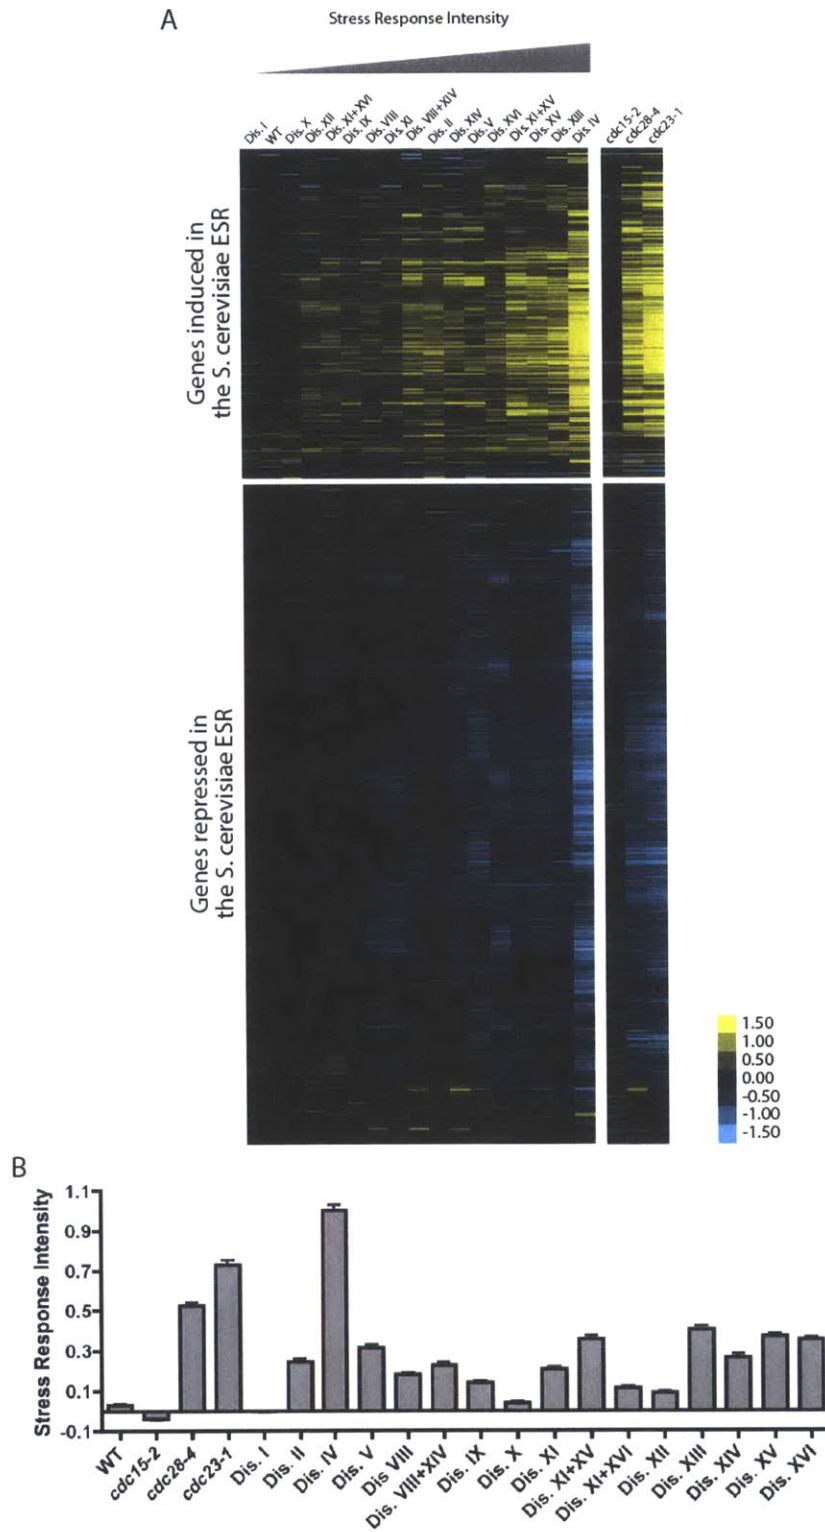 A
Stress Response Intensity
Dis. I
WT
Dis. X
Dis. XII
Dis. XI+XVI
Dis. IX
Dis. VIII
Dis. XI
Dis. VIII+XIV
Dis. II
Dis. XIV
Dis. V
Dis. XVI
Dis. XI+XV
Dis. XV
Dis. XIII
Dis. IV
cdc15-2
cdc28-4
cdc23-1
Genes induced in
the S. cerevisiae ESR
Genes repressed in
the S. cerevisiae ESR
1.50
1.00
0.50
0.00
-0.50
-1.00
-1.50
B
Stress Response Intensity
1.1
0.9
0.7
0.5
0.3
0.1
-0.1
WT
cdc15-2
cdc28-4
cdc23-1
Dis. I
Dis. II
Dis. IV
Dis. V
Dis VIII
Dis. VIII+XIV
Dis. IX
Dis. X
Dis. XI
Dis. XI+XV
Dis. XI+XVI
Dis. XII
Dis. XIII
Dis. XIV
Dis. XV
Dis. XVI